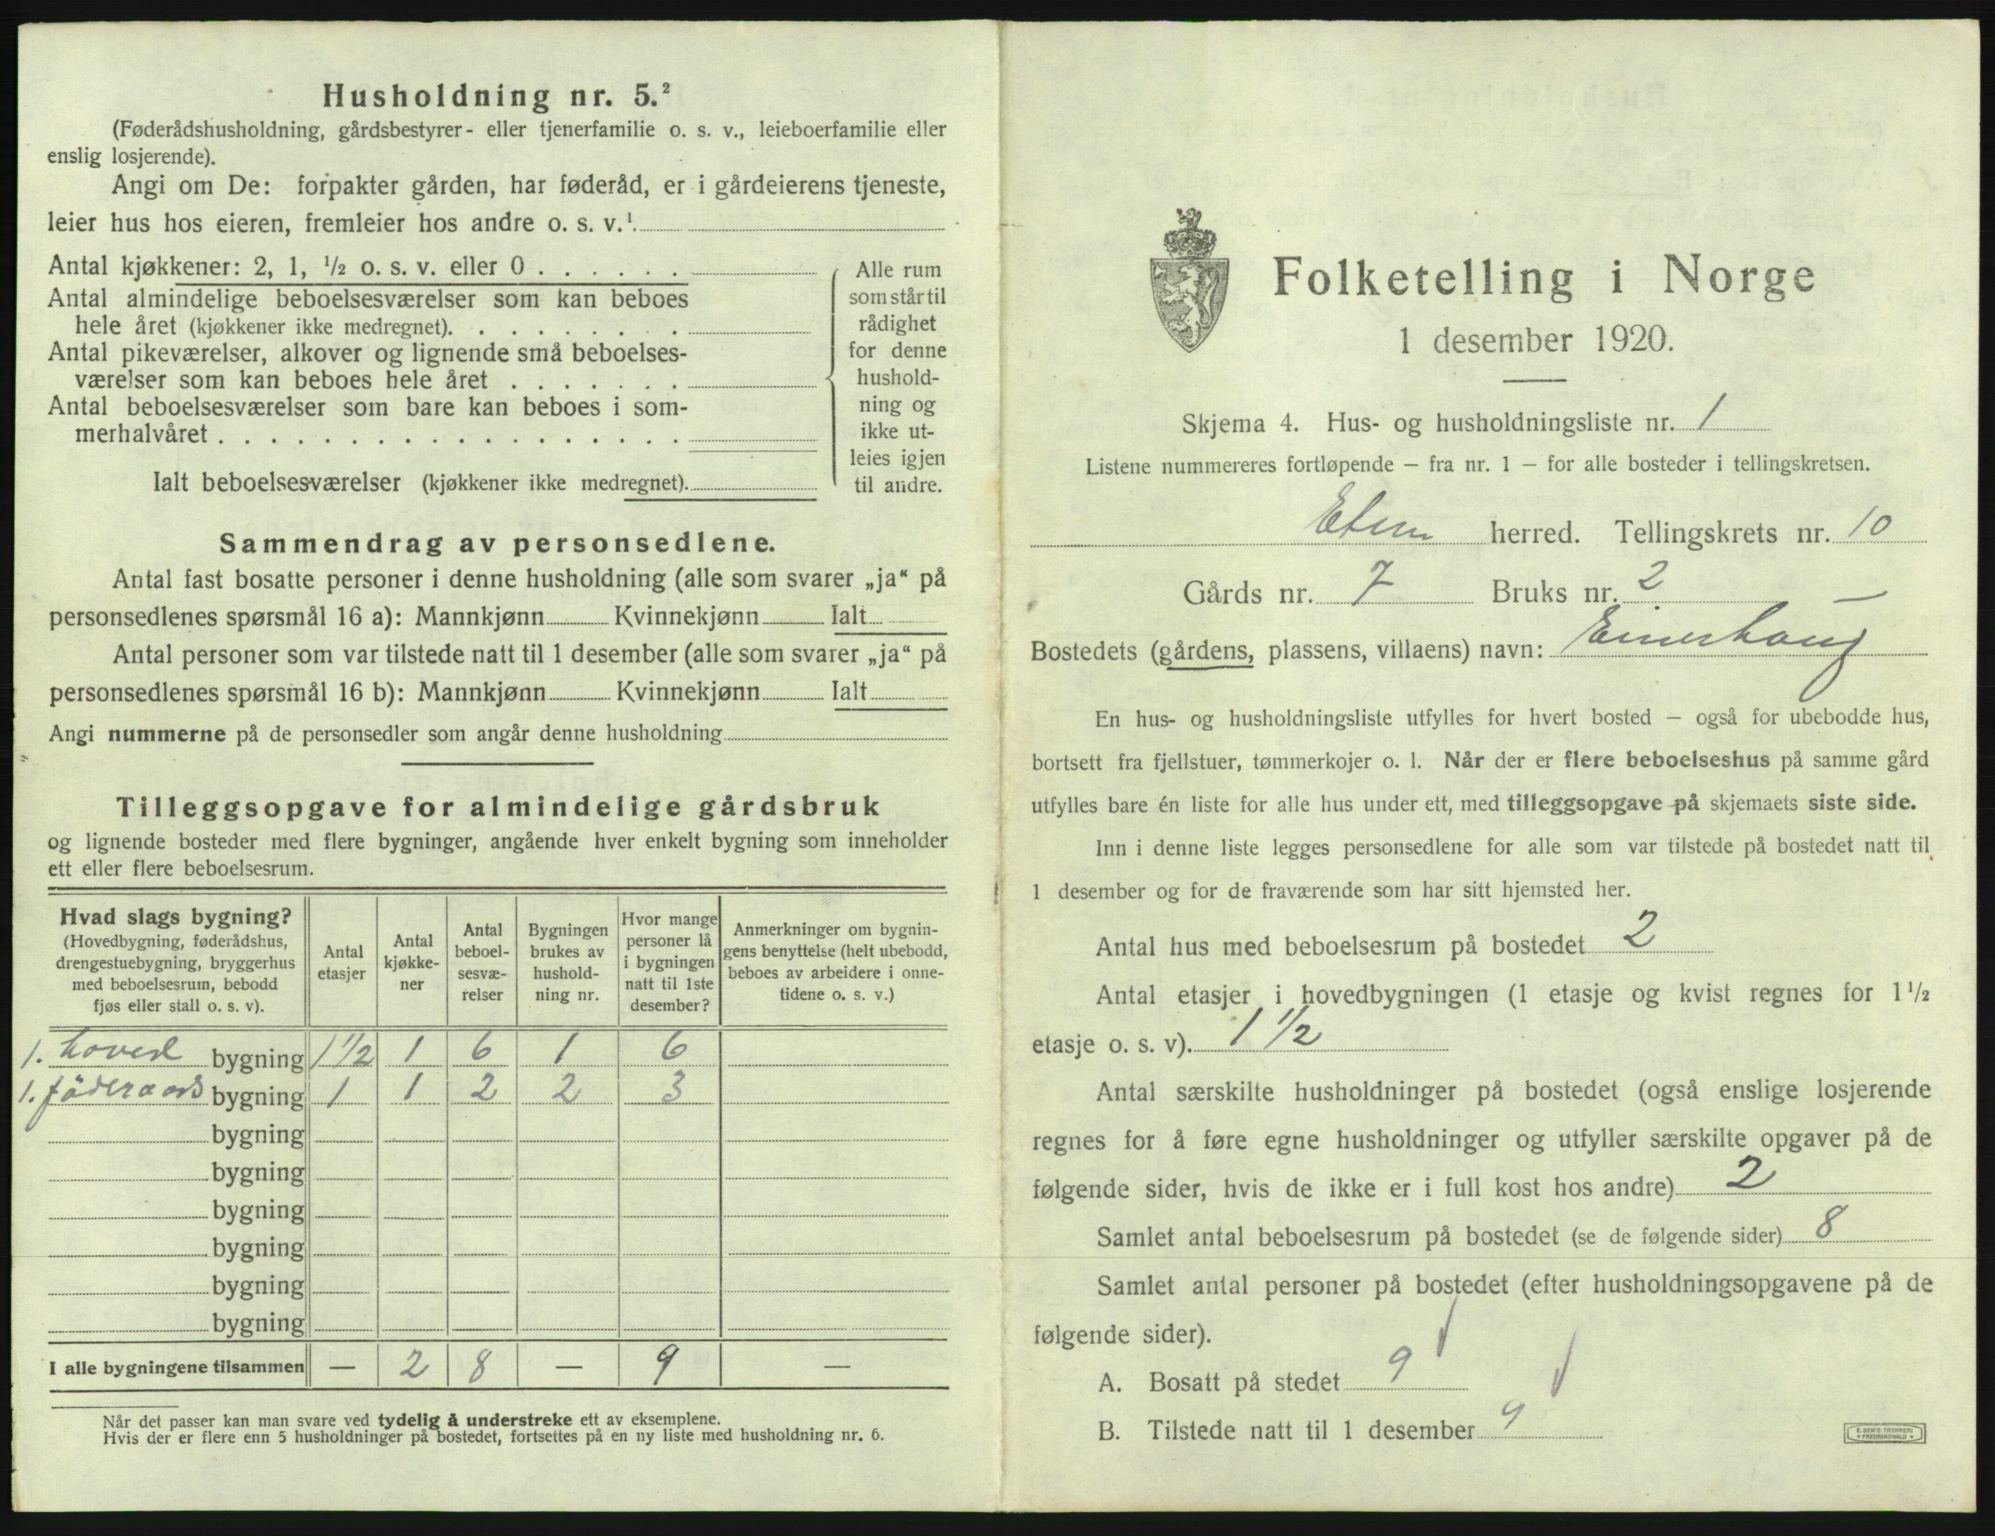 Husholdning nr. 5.²
(Føderådshusholdning, gårdsbestyrer- eller tjenerfamilie o. s. v., leieboerfamilie eller
enslig losjerende).
Angi om De: forpakter gården, har føderåd, er i gårdeierens tjeneste,
leier hus hos eieren, fremleier hos andre o. s. v.¹
Antal kjøkkener: 2, 1, ½ o. s. v. eller 0 . . . . . .
Antal almindelige beboelsesværelser som kan beboes
hele året (kjøkkener ikke medregnet). . . . . . . . .
Antal pikeværelser, alkover og lignende små beboelses-
værelser som kan beboes hele året . . . . . . .
Antal beboelsesværelser som bare kan beboes i som-
merhalvåret . . . . . . . . . . . . . . . . . .
Ialt beboelsesværelser (kjøkkener ikke medregnet).
Alle rum
som står til
rådighet
for denne
hushold-
ning og
ikke ut-
leies igjen
til andre.
Sammendrag av personsedlene.
Antal fast bosatte personer i denne husholdning (alle som svarer „ja“ på
personsedlenes spørsmål 16 a): Mannkjønn Kvinnekjønn Ialt
Antal personer som var tilstede natt til 1 desember (alle som svarer „ja“ på
personsedlenes spørsmål 16 b): Mannkjønn Kvinnekjønn Ialt
Angi nummerne på de personsedler som angår denne husholdning
Tilleggsopgave for almindelige gårdsbruk
og lignende bosteder med flere bygninger, angående hver enkelt bygning som inneholder
ett eller flere beboelsesrum.
Hvad slags bygning?
(Hovedbygning, føderådshus,
drengestuebygning, bryggerhus
med beboelsesrum, bebodd
fjøs eller stall o. s. v).
Antal
etasjer
Antal
kjøkke-
ner
Antal
beboel-
sesvæ-
relser
Bygningen
brukes av
hushold-
ning nr.
Hvor mange
personer lå
i bygningen
natt til 1ste
desember?
Anmerkninger om bygnin-
gens benyttelse (helt ubebodd,
beboes av arbeidere i onne-
tidene o. s. v.)
1. hoved bygning 1 ½ 1 6 1 6
1. föderaads bygning 1 1 2 2 3
bygning
bygning
bygning
bygning
bygning
bygning
I alle bygningene tilsammen — 2 8 — 9 —
Når det passer kan man svare ved tydelig å understreke ett av eksemplene.
Hvis der er flere enn 5 husholdninger på bostedet, fortsettes på en ny liste med husholdning nr. 6.
Folketelling i Norge
1 desember 1920.
Skjema 4. Hus- og husholdningsliste nr. 1
Listene nummereres fortløpende – fra nr. 1 – for alle bosteder i tellingskretsen.
herred. Tellingskrets nr. 10
Gårds nr. 7 Bruks nr. 2
Bostedets (gårdens, plassens, villaens) navn:
En hus- og husholdningsliste utfylles for hvert bosted – også for ubebodde hus,
bortsett fra fjellstuer, tømmerkojer o. l. Når der er flere beboelseshus på samme gård
utfylles bare én liste for alle hus under ett, med tilleggsopgave på skjemaets siste side.
Inn i denne liste legges personsedlene for alle som var tilstede på bostedet natt til
1 desember og for de fraværende som har sitt hjemsted her.
Antal hus med beboelsesrum på bostedet 2
Antal etasjer i hovedbygningen (1 etasje og kvist regnes for 1½
etasje o. s. v). 1 ½
Antal særskilte husholdninger på bostedet (også enslige losjerende
regnes for å føre egne husholdninger og utfyller særskilte opgaver på de
følgende sider, hvis de ikke er i full kost hos andre) 2
Samlet antal beboelsesrum på bostedet (se de følgende sider) 8
Samlet antal personer på bostedet (efter husholdningsopgavene på de
følgende sider).
A. Bosatt på stedet 9
B. Tilstede natt til 1 desember 9